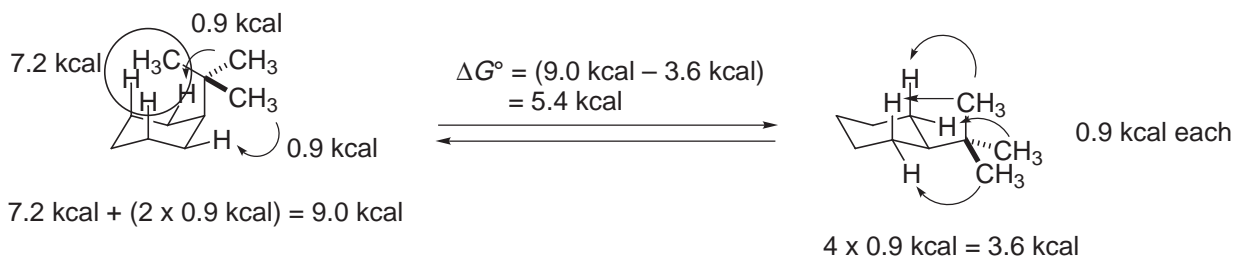 0.9 kcal
7.2 kcal
H₃C
CH₃
H
H
H
CH₃
H
0.9 kcal
7.2 kcal + (2 x 0.9 kcal) = 9.0 kcal
ΔG° = (9.0 kcal – 3.6 kcal)
= 5.4 kcal
H
H
CH₃
H
CH₃
H
CH₃
0.9 kcal each
4 x 0.9 kcal = 3.6 kcal